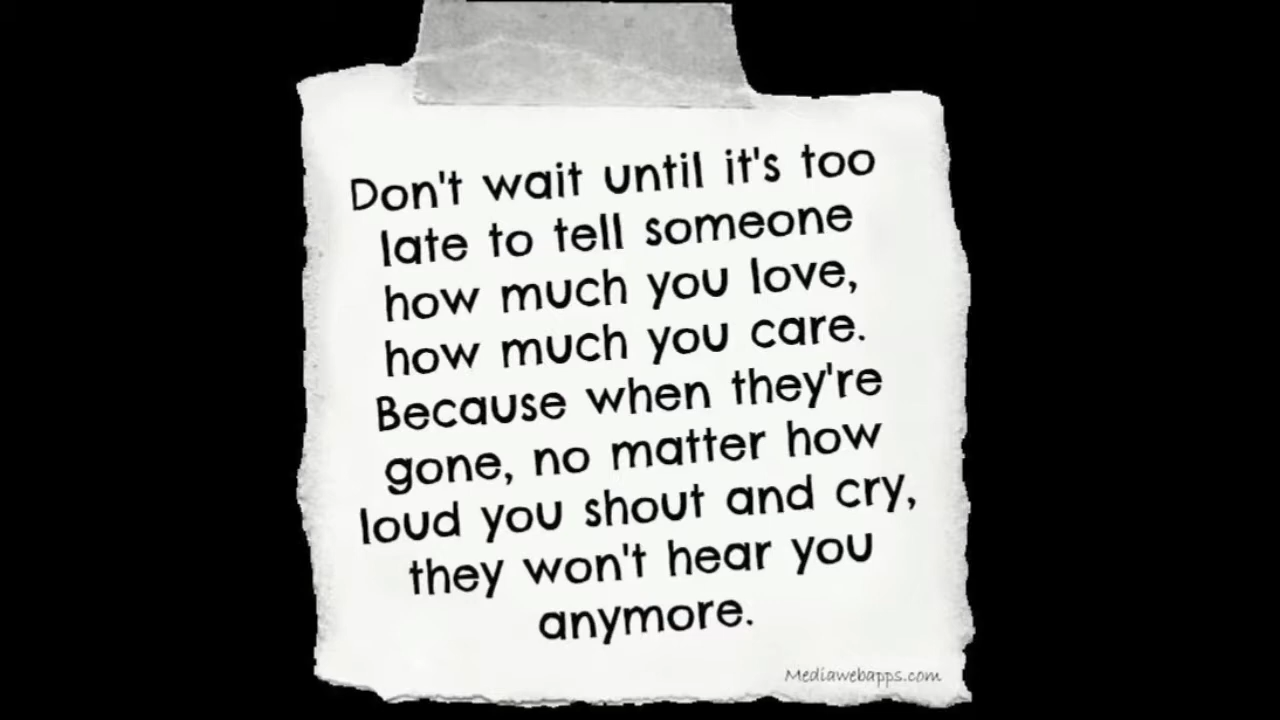 Don't wait until it's too
late to tell someone
how much you love,
how much you care.
Because when they're
gone, no matter how
loud you shout and cry,
they won't hear you
anymore.
Mediawebapps.com